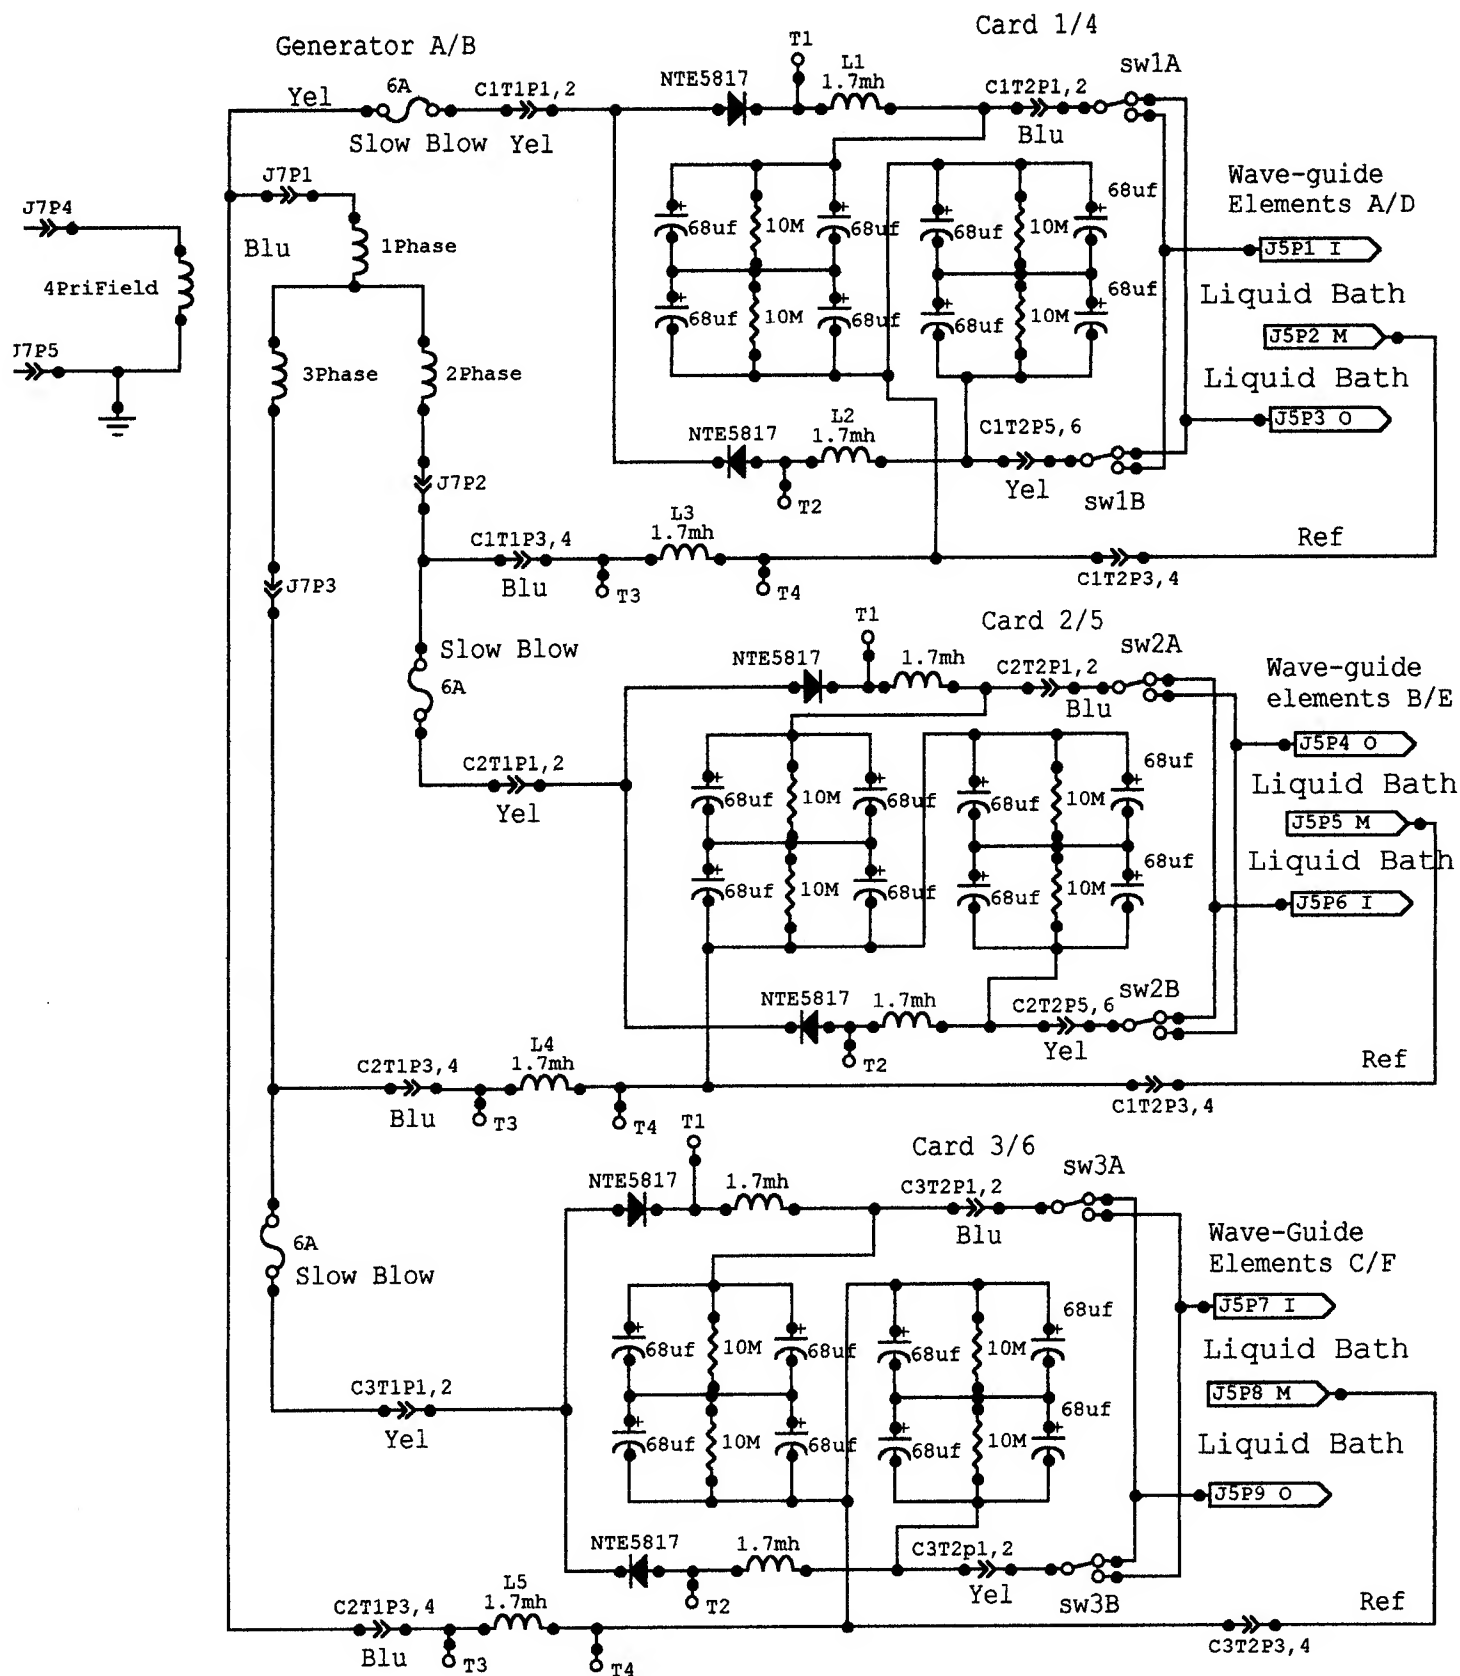 Card 1/4
Generator A/B
T1
L1
1.7mh
NTE5817
sw1A
Yel
6A
C1T1P1,2
C1T2P1,2
Slow Blow
Yel
Blu
J7P1
J7P4
Blu
1Phase
4PriField
J7P5
3Phase
2Phase
J7P2
J7P3
+
68uf
10M
+
68uf
+
68uf
10M
+
68uf
+
68uf
10M
+
68uf
+
68uf
10M
+
68uf
Wave-guide
Elements A/D
J5P1 I
Liquid Bath
J5P2 M
Liquid Bath
J5P3 O
NTE5817
L2
1.7mh
C1T2P5,6
T2
Yel
sw1B
L3
1.7mh
C1T1P3,4
Blu
T3
T4
C1T2P3,4
Ref
Card 2/5
T1
Slow Blow
6A
NTE5817
1.7mh
C2T2P1,2
Blu
sw2A
C2T1P1,2
Yel
+
68uf
10M
+
68uf
+
68uf
10M
+
68uf
+
68uf
10M
+
68uf
+
68uf
10M
+
68uf
Wave-guide
elements B/E
J5P4 O
Liquid Bath
J5P5 M
Liquid Bath
J5P6 I
NTE5817
1.7mh
C2T2P5,6
T2
Yel
sw2B
L4
1.7mh
C2T1P3,4
Blu
T3
T4
C1T2P3,4
Ref
Card 3/6
T1
NTE5817
1.7mh
C3T2P1,2
Blu
sw3A
6A
Slow Blow
C3T1P1,2
Yel
+
68uf
10M
+
68uf
+
68uf
10M
+
68uf
+
68uf
10M
+
68uf
+
68uf
10M
+
68uf
Wave-Guide
Elements C/F
J5P7 I
Liquid Bath
J5P8 M
Liquid Bath
J5P9 O
NTE5817
1.7mh
C3T2p1,2
T2
Yel
sw3B
L5
1.7mh
C2T1P3,4
Blu
T3
T4
C3T2P3,4
Ref